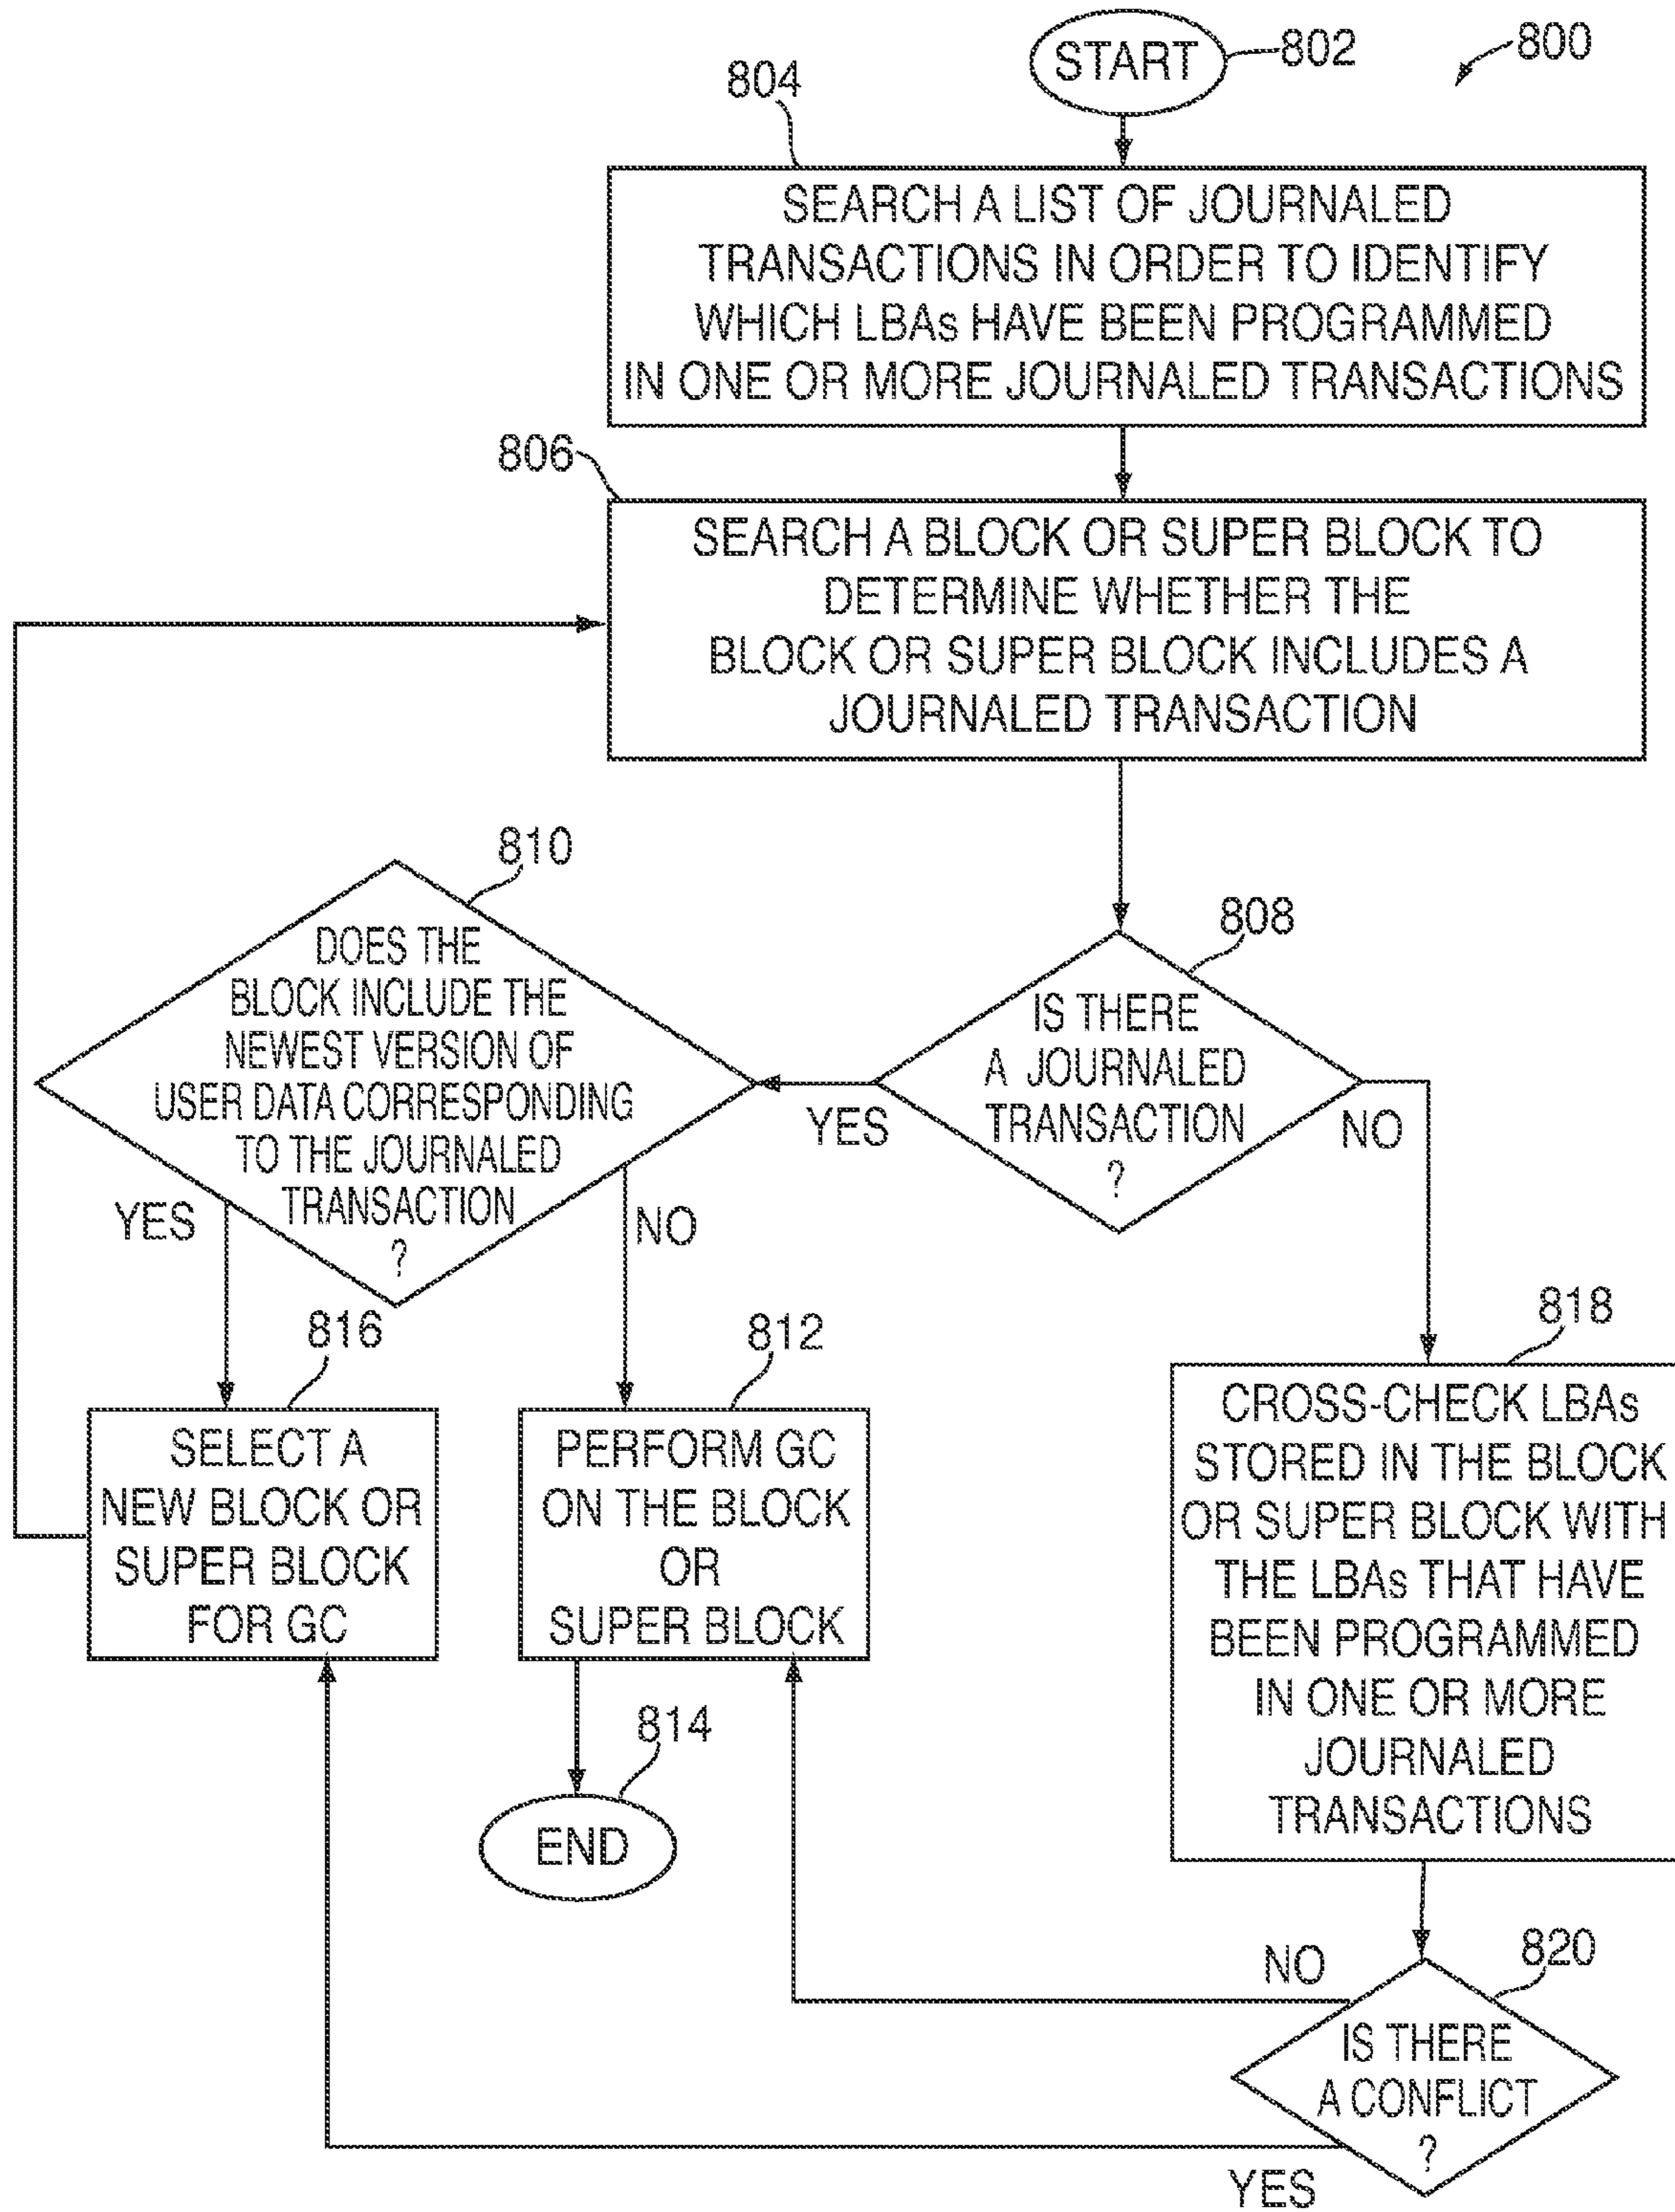 START
802
800
804
SEARCH A LIST OF JOURNALED
TRANSACTIONS IN ORDER TO IDENTIFY
WHICH LBAs HAVE BEEN PROGRAMMED
IN ONE OR MORE JOURNALED TRANSACTIONS
806
SEARCH A BLOCK OR SUPER BLOCK TO
DETERMINE WHETHER THE
BLOCK OR SUPER BLOCK INCLUDES A
JOURNALED TRANSACTION
810
DOES THE
BLOCK INCLUDE THE
NEWEST VERSION OF
USER DATA CORRESPONDING
TO THE JOURNALED
TRANSACTION
?
808
IS THERE
A JOURNALED
TRANSACTION
?
YES
NO
YES
NO
816
SELECT A
NEW BLOCK OR
SUPER BLOCK
FOR GC
812
PERFORM GC
ON THE BLOCK
OR
SUPER BLOCK
818
CROSS-CHECK LBAs
STORED IN THE BLOCK
OR SUPER BLOCK WITH
THE LBAs THAT HAVE
BEEN PROGRAMMED
IN ONE OR MORE
JOURNALED
TRANSACTIONS
814
END
NO
820
IS THERE
A CONFLICT
?
YES